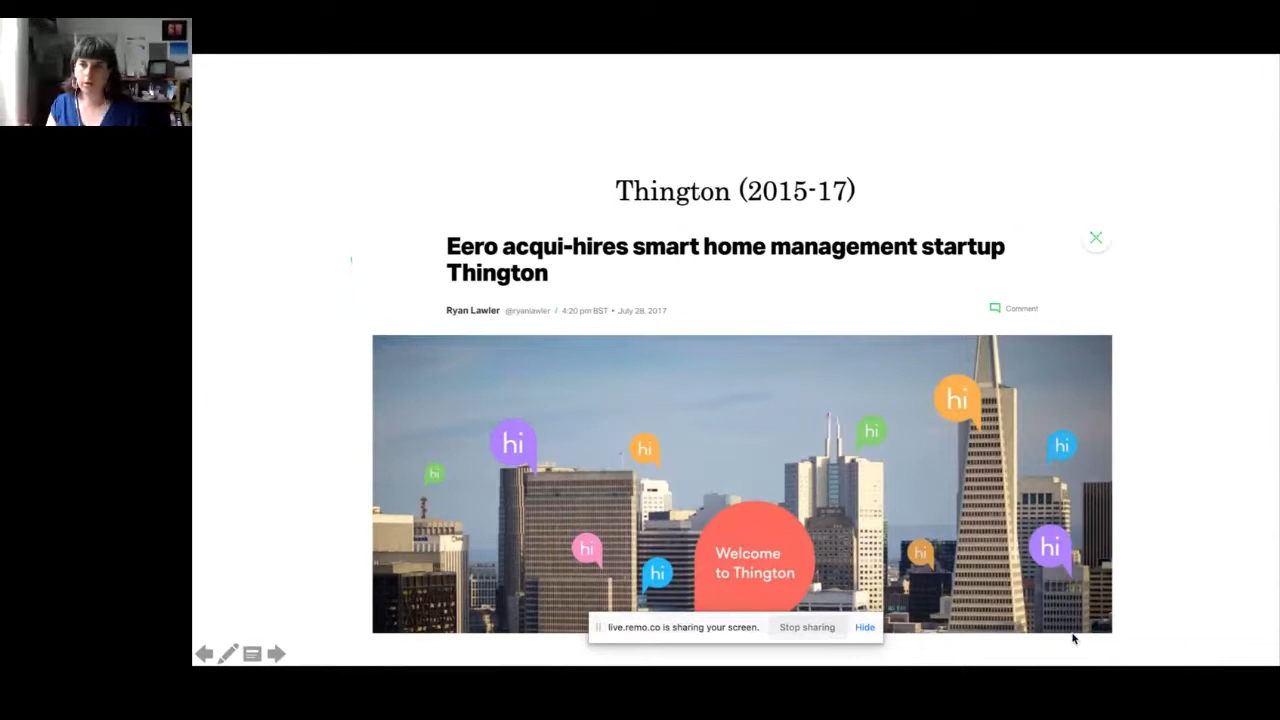 Thington (2015-17)
Eero acqui-hires smart home management startup
Thington
Ryan Lawler @ryanlawler / 4:20 pm BST • July 28, 2017
Comment
hi
hi
hi
hi
hi
hi
hi
hi
hi
hi
Welcome
to Thington
live.remo.co is sharing your screen. Stop sharing Hide